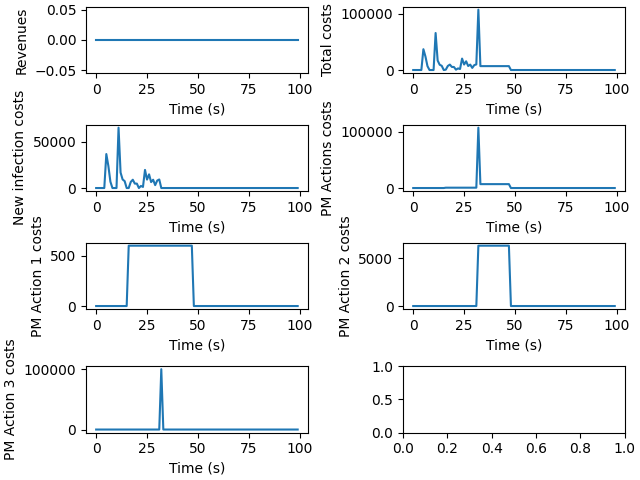 Revenues
0.05
0.00
−0.05
0 25 50 75 100
Time (s)
Total costs
100000
0
0 25 50 75 100
Time (s)
New infection costs
50000
0
0 25 50 75 100
Time (s)
PM Actions costs
100000
0
0 25 50 75 100
Time (s)
PM Action 1 costs
500
0
0 25 50 75 100
Time (s)
PM Action 2 costs
5000
0
0 25 50 75 100
Time (s)
PM Action 3 costs
100000
0
0 25 50 75 100
Time (s)
1.0
0.5
0.0
0.0 0.2 0.4 0.6 0.8 1.0